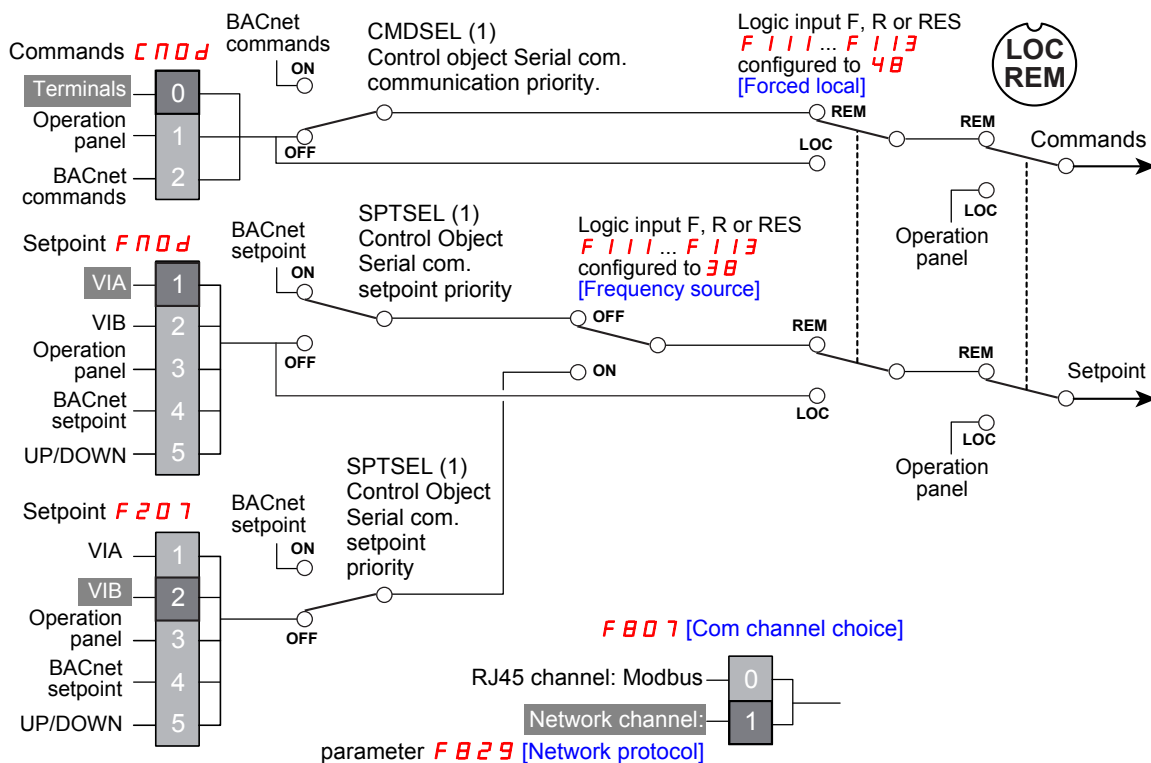 Commands CMOd
Terminals
0
Operation
panel
1
BACnet
commands
2
BACnet
commands
ON
OFF
CMDSEL (1)
Control object Serial com.
communication priority.
Logic input F, R or RES
F 111... F 113
configured to 48
[Forced local]
REM
LOC
LOC
REM
REM
Commands
LOC
Operation
panel
Setpoint FMOd
VIA
1
VIB
2
Operation
panel
3
BACnet
setpoint
4
UP/DOWN
5
BACnet
setpoint
ON
OFF
SPTSEL (1)
Control Object
Serial com.
setpoint priority
Logic input F, R or RES
F 111... F 113
configured to 38
[Frequency source]
OFF
ON
REM
LOC
REM
Setpoint
LOC
Operation
panel
Setpoint F207
VIA
1
VIB
2
Operation
panel
3
BACnet
setpoint
4
UP/DOWN
5
BACnet
setpoint
ON
OFF
SPTSEL (1)
Control Object
Serial com.
setpoint
priority
F807 [Com channel choice]
RJ45 channel: Modbus
0
Network channel:
1
parameter F829 [Network protocol]